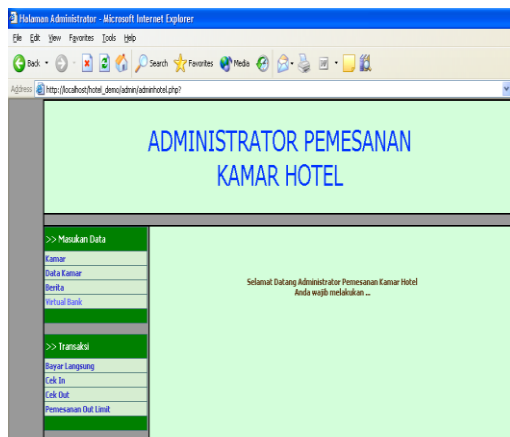 Halaman Administrator - Microsoft Internet Explorer
File Edit View Favorites Tools Help
Back Search Favorites Media
Address http://localhost/hotel_demo/admin/adminhotel.php?
ADMINISTRATOR PEMESANAN
KAMAR HOTEL
>> Masukan Data
Kamar
Data Kamar
Berita
Virtual Bank
Selamat Datang Administrator Pemesanan Kamar Hotel
Anda wajib melakukan ...
>> Transaksi
Bayar Langsung
Cek In
Cek Out
Pemesanan Out Limit